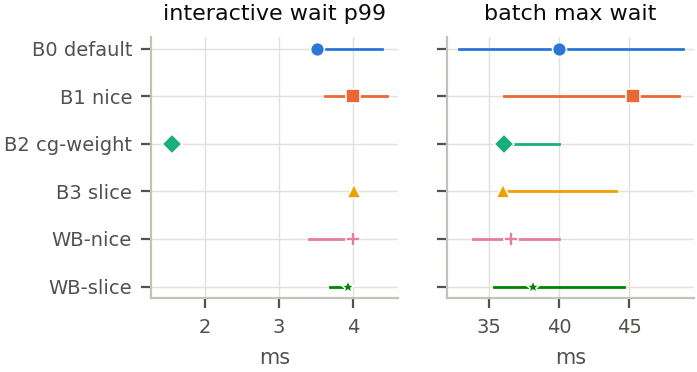 interactive wait p99
batch max wait
B0 default
B1 nice
B2 cg-weight
B3 slice
WB-nice
WB-slice
2 3 4
35 40 45
ms
ms